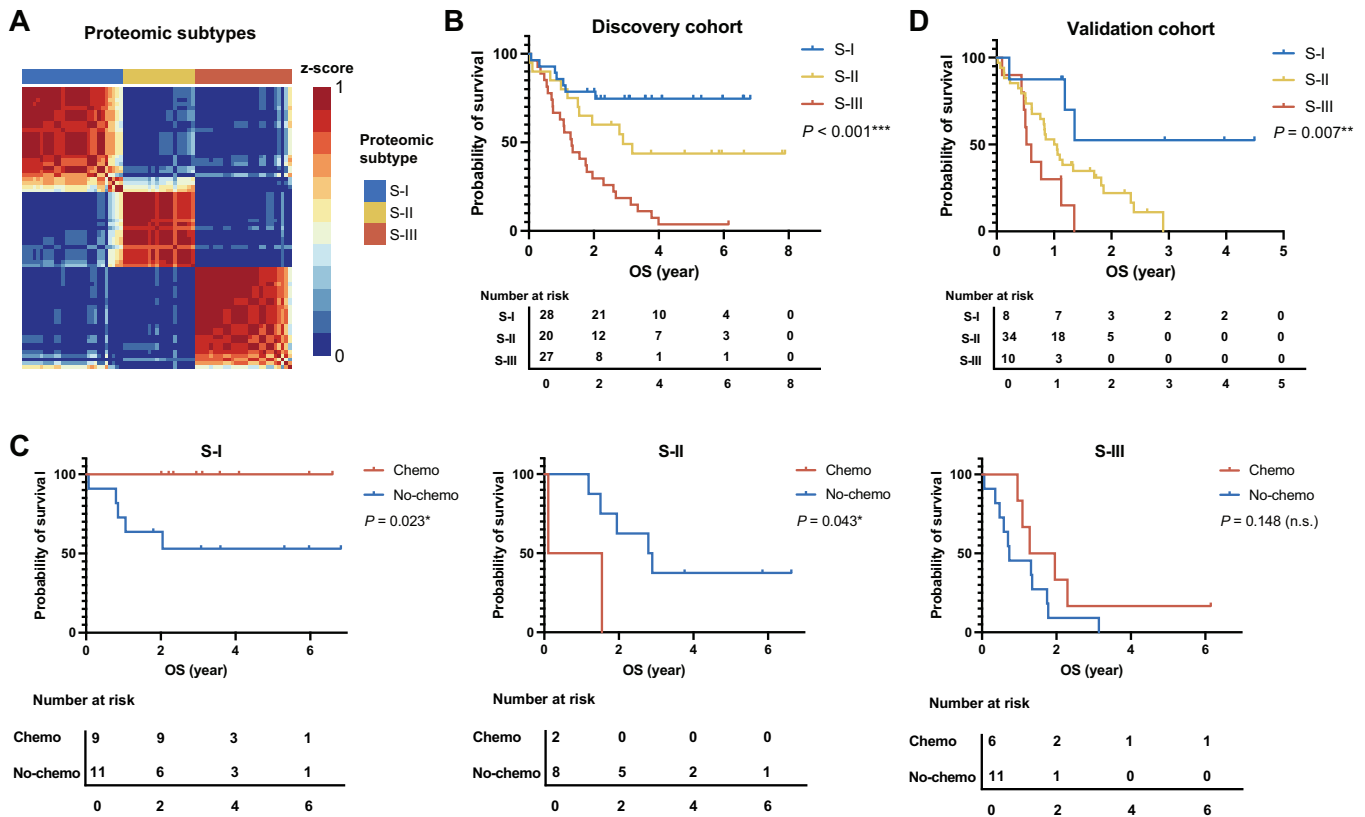 A
Proteomic subtypes
z-score
1
0
Proteomic
subtype
S-I
S-II
S-III
B
Discovery cohort
Probability of survival
100
50
0
0 2 4 6 8
OS (year)
S-I
S-II
S-III
P < 0.001***
Number at risk
S-I 28 21 10 4 0
S-II 20 12 7 3 0
S-III 27 8 1 1 0
0 2 4 6 8
D
Validation cohort
Probability of survival
100
50
0
0 1 2 3 4 5
OS (year)
S-I
S-II
S-III
P = 0.007**
Number at risk
S-I 8 7 3 2 2 0
S-II 34 18 5 0 0 0
S-III 10 3 0 0 0 0
0 1 2 3 4 5
C
S-I
Probability of survival
100
50
0
0 2 4 6
OS (year)
Chemo
No-chemo
P = 0.023*
Number at risk
Chemo 9 9 3 1
No-chemo 11 6 3 1
0 2 4 6
S-II
Probability of survival
100
50
0
0 2 4 6
OS (year)
Chemo
No-chemo
P = 0.043*
Number at risk
Chemo 2 0 0 0
No-chemo 8 5 2 1
0 2 4 6
S-III
Probability of survival
100
50
0
0 2 4 6
OS (year)
Chemo
No-chemo
P = 0.148 (n.s.)
Number at risk
Chemo 6 2 1 1
No-chemo 11 1 0 0
0 2 4 6